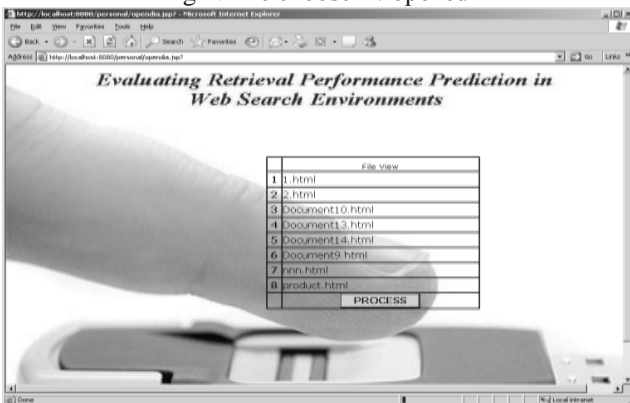 http://localhost:8080/personal/opendia.jsp? - Microsoft Internet Explorer
File Edit View Favorites Tools Help
Back Search Favorites
Address http://localhost:8080/personal/opendia.jsp? Go Links
Evaluating Retrieval Performance Prediction in
Web Search Environments
File View
1 1.html
2 2.html
3 Document10.html
4 Document13.html
5 Document14.html
6 Document9.html
7 nnn.html
8 product.html
PROCESS
Done Local intranet